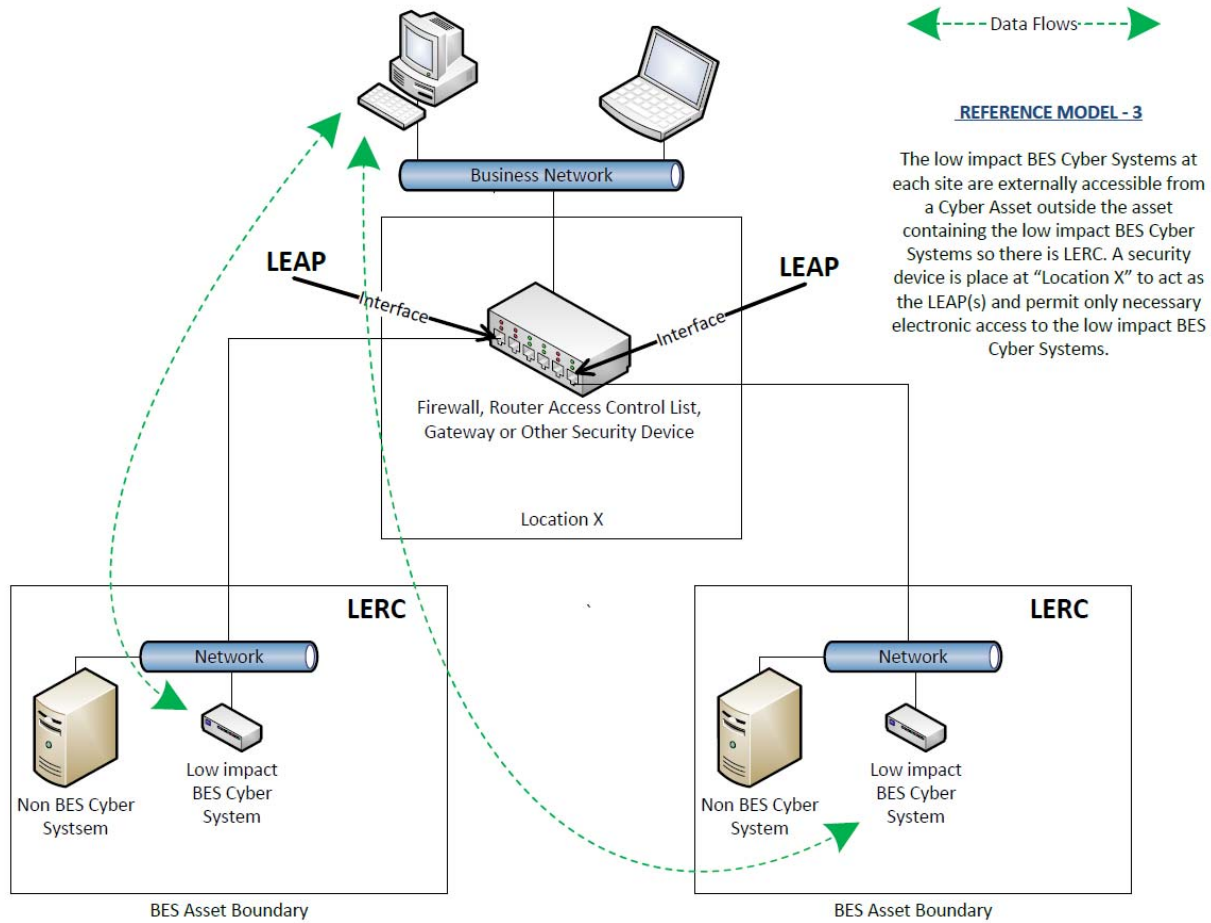 Data Flows
REFERENCE MODEL - 3
The low impact BES Cyber Systems at
each site are externally accessible from
a Cyber Asset outside the asset
containing the low impact BES Cyber
Systems so there is LERC. A security
device is place at “Location X” to act as
the LEAP(s) and permit only necessary
electronic access to the low impact BES
Cyber Systems.
Business Network
LEAP
Interface
LEAP
Interface
Firewall, Router Access Control List,
Gateway or Other Security Device
Location X
LERC
Network
Non BES Cyber
Systsem
Low impact
BES Cyber
System
BES Asset Boundary
LERC
Network
Non BES Cyber
System
Low impact
BES Cyber
System
BES Asset Boundary